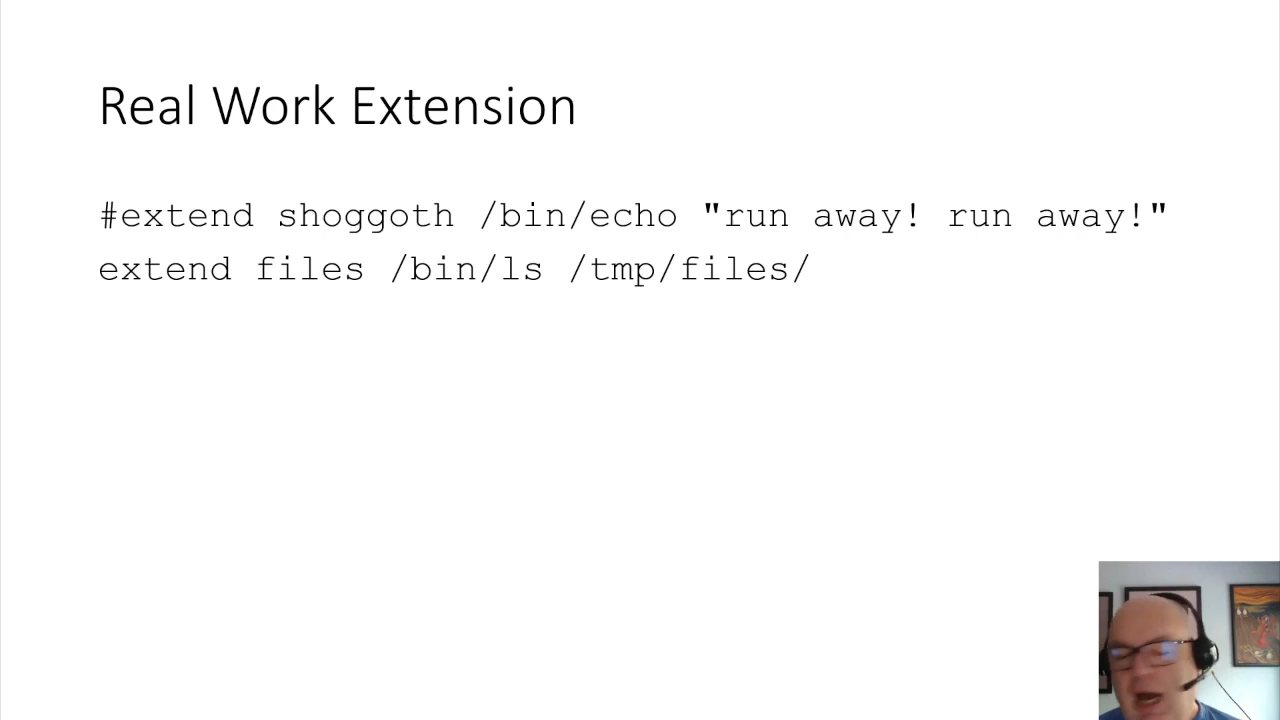 Real Work Extension
#extend shoggoth /bin/echo "run away! run away!"
extend files /bin/ls /tmp/files/